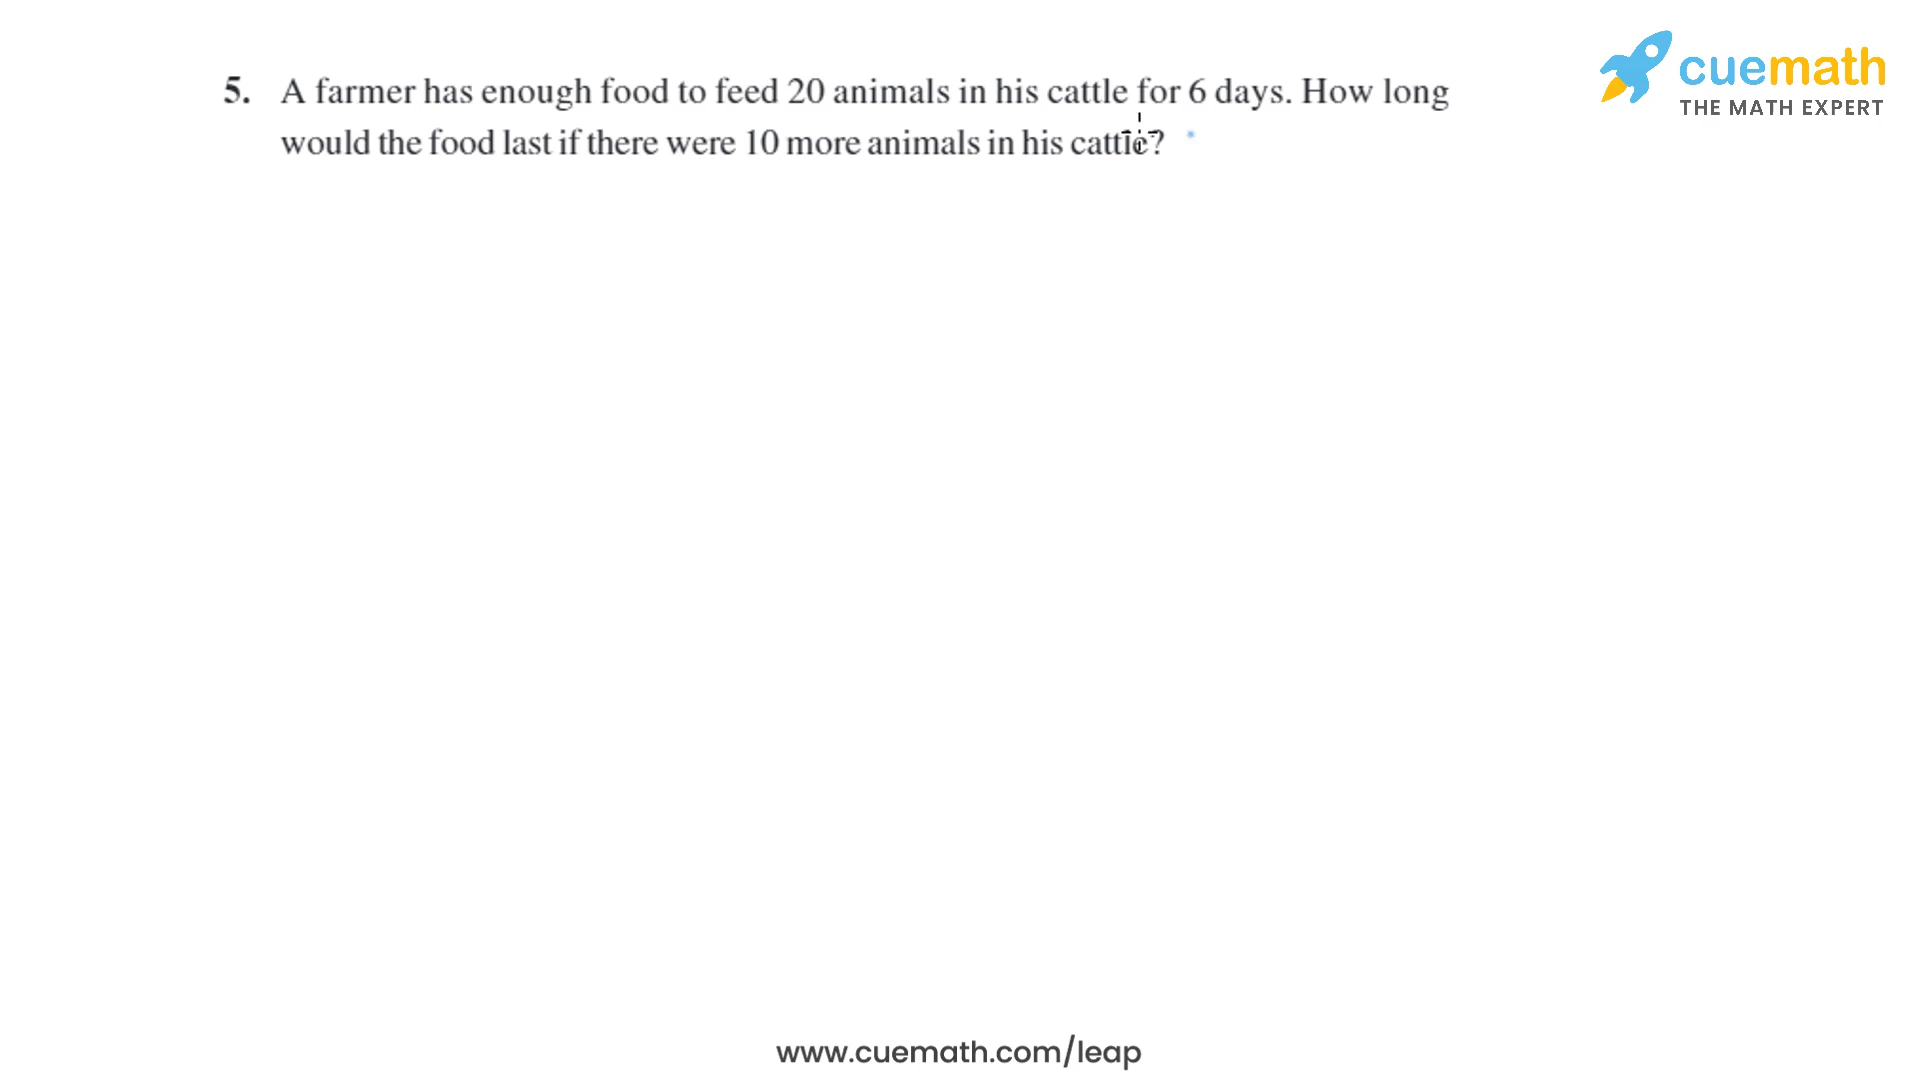 cuemath
THE MATH EXPERT
5. A farmer has enough food to feed 20 animals in his cattle for 6 days. How long
would the food last if there were 10 more animals in his cattle?
www.cuemath.com/leap